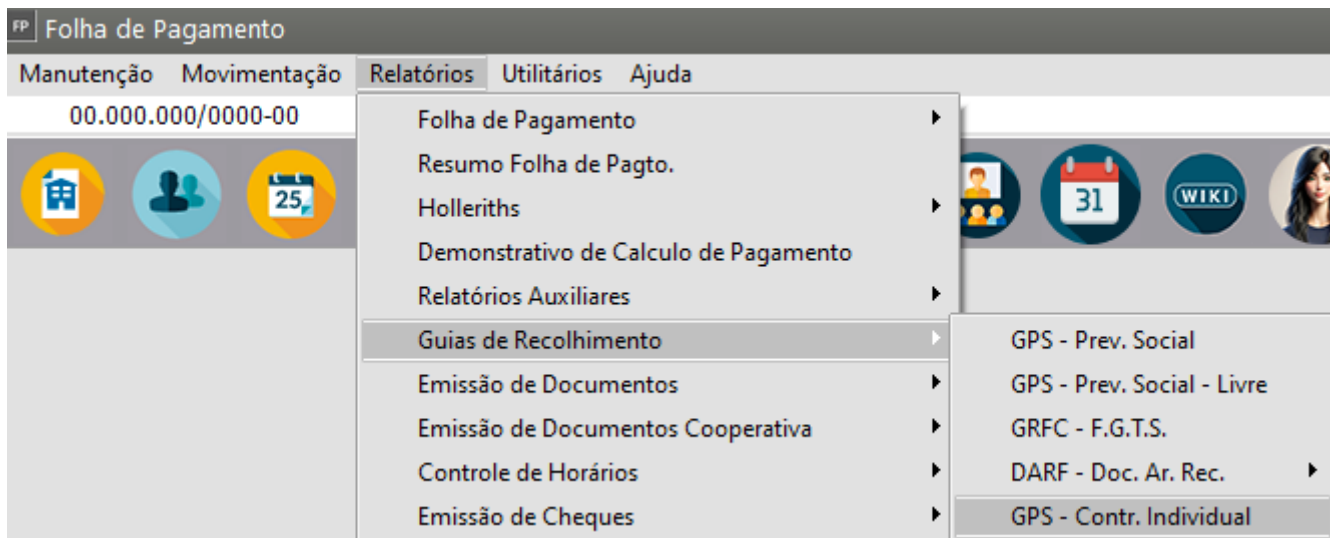 FP Folha de Pagamento
Manutenção Movimentação Relatórios Utilitários Ajuda
00.000.000/0000-00
25
31
WIKI
Folha de Pagamento
Resumo Folha de Pagto.
Holleriths
Demonstrativo de Calculo de Pagamento
Relatórios Auxiliares
Guias de Recolhimento
Emissão de Documentos
Emissão de Documentos Cooperativa
Controle de Horários
Emissão de Cheques
GPS - Prev. Social
GPS - Prev. Social - Livre
GRFC - F.G.T.S.
DARF - Doc. Ar. Rec.
GPS - Contr. Individual